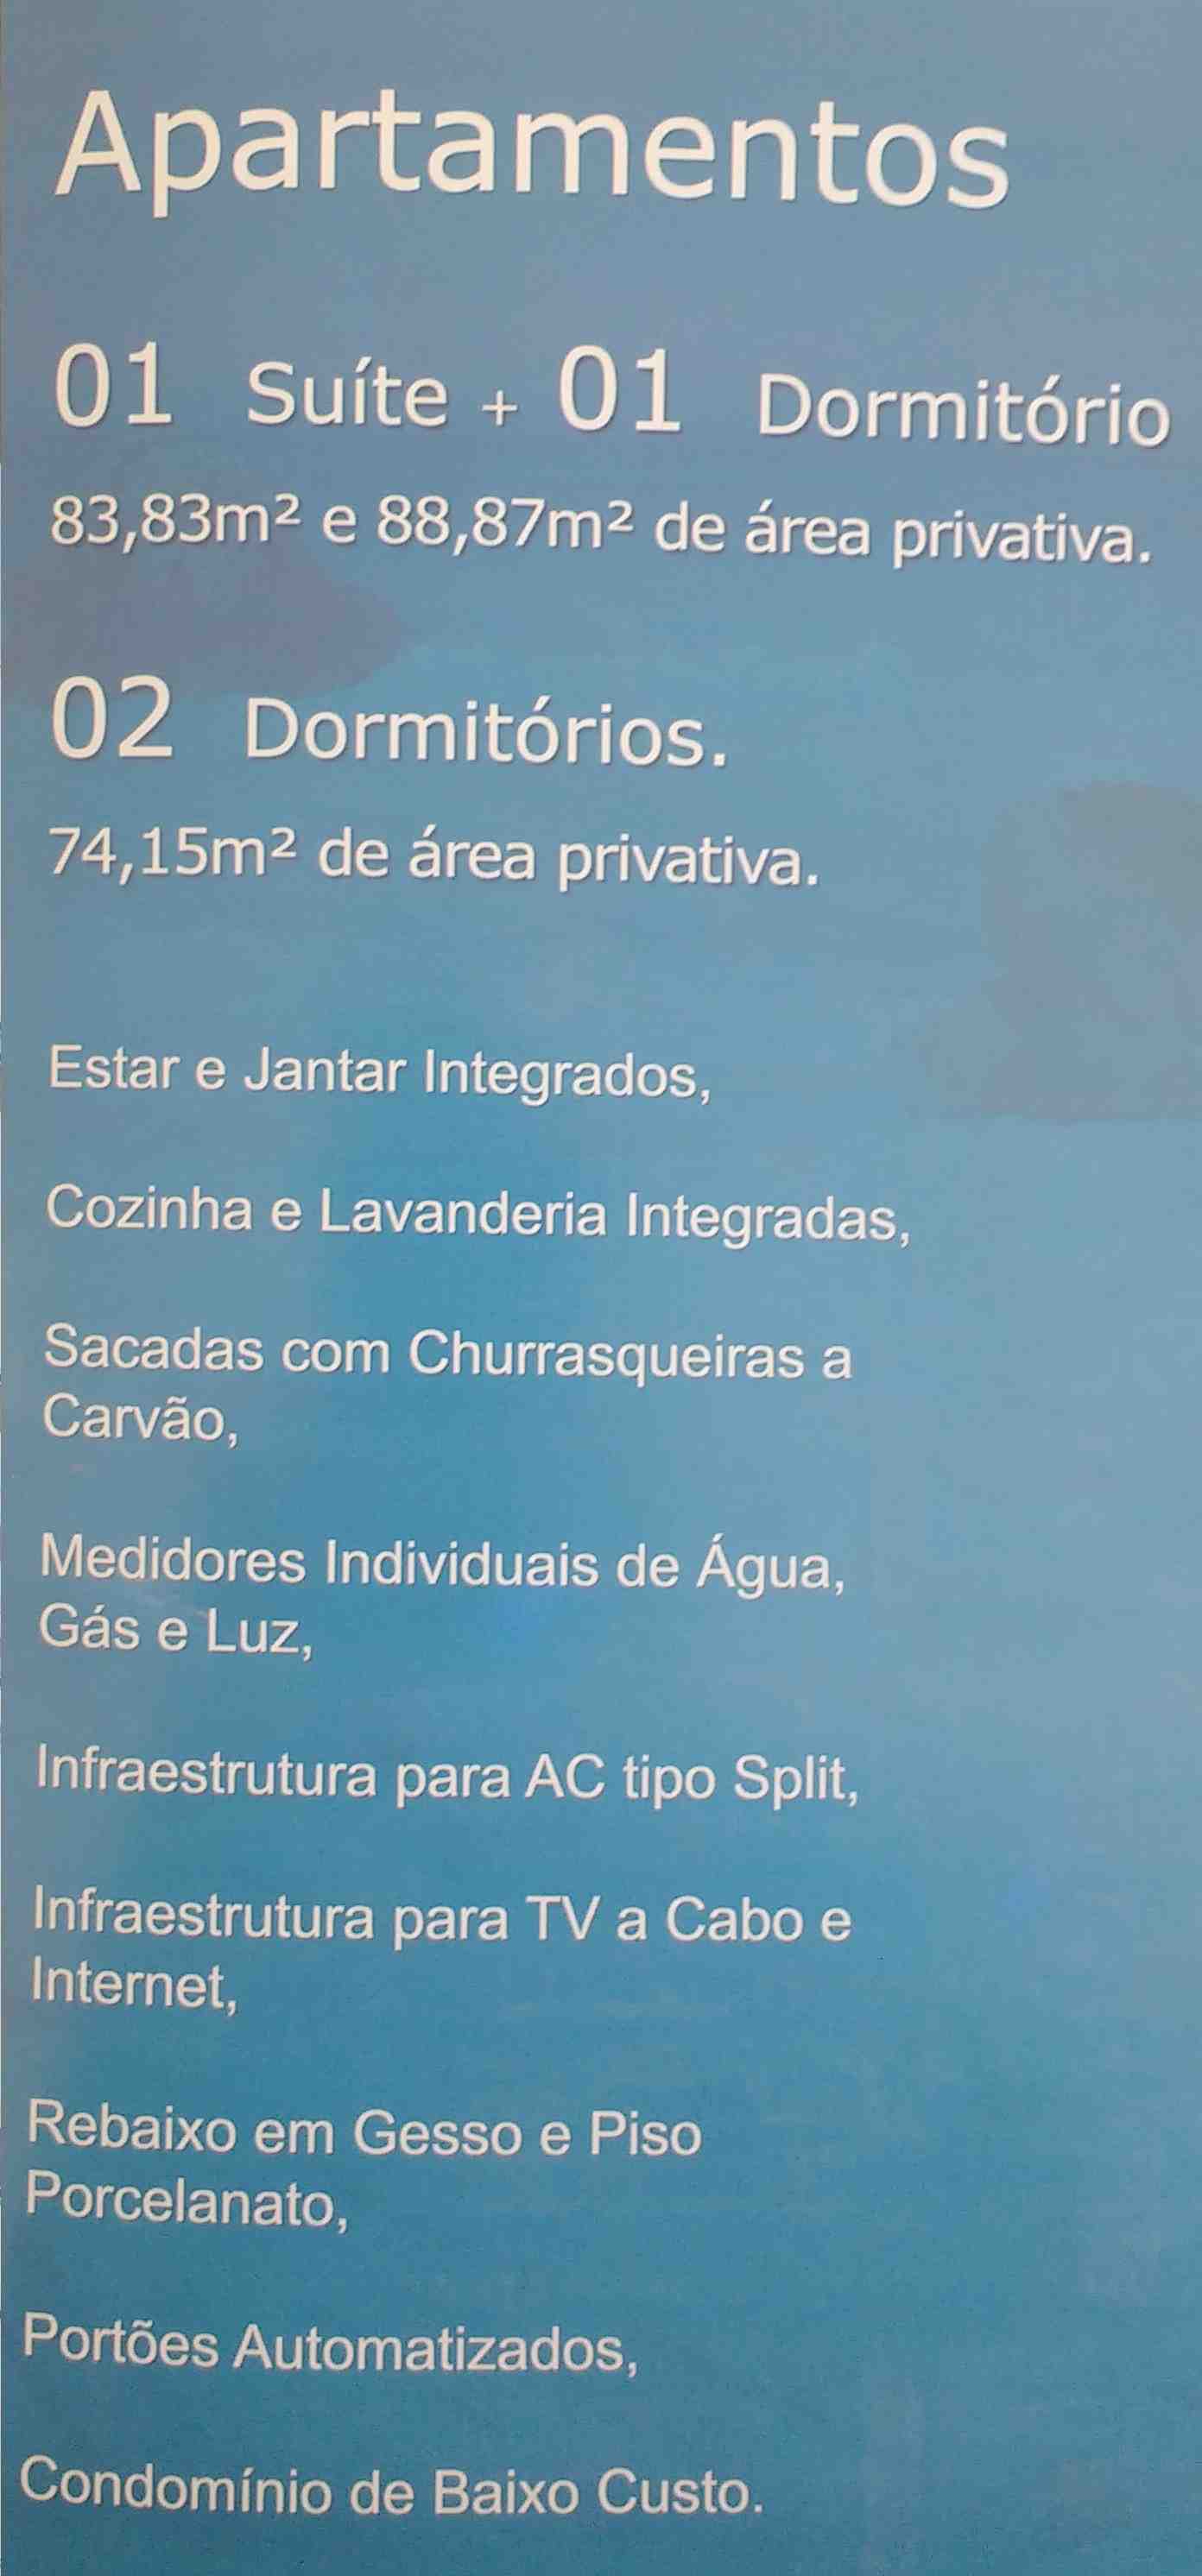 Apartamentos
01 Suíte + 01 Dormitório
83,83m² e 88,87m² de área privativa.
02 Dormitórios.
74,15m² de área privativa.
Estar e Jantar Integrados,
Cozinha e Lavanderia Integradas,
Sacadas com Churrasqueiras a
Carvão,
Medidores Individuais de Água,
Gás e Luz,
Infraestrutura para AC tipo Split,
Infraestrutura para TV a Cabo e
Internet,
Rebaixo em Gesso e Piso
Porcelanato,
Portões Automatizados,
Condomínio de Baixo Custo.